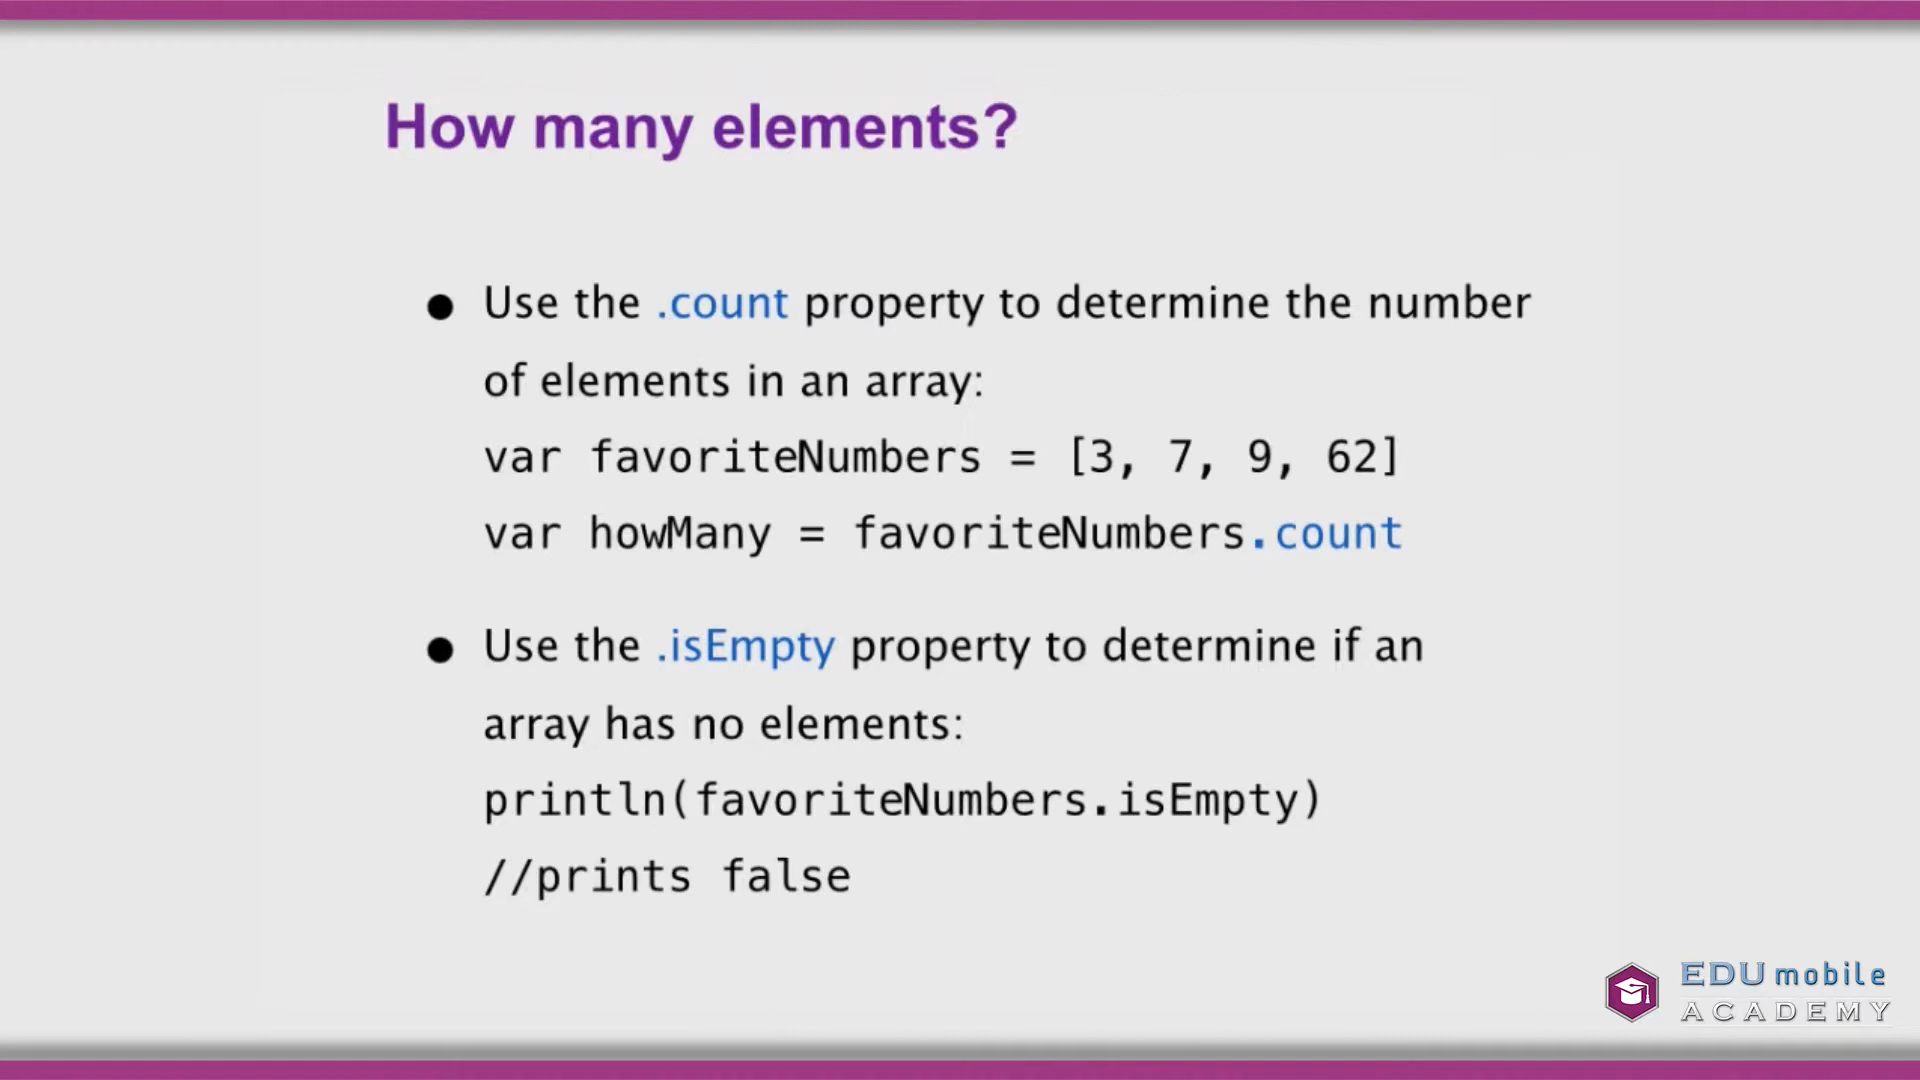 How many elements?
● Use the .count property to determine the number
of elements in an array:
var favoriteNumbers = [3, 7, 9, 62]
var howMany = favoriteNumbers.count
● Use the .isEmpty property to determine if an
array has no elements:
println(favoriteNumbers.isEmpty)
//prints false
EDU mobile
ACADEMY